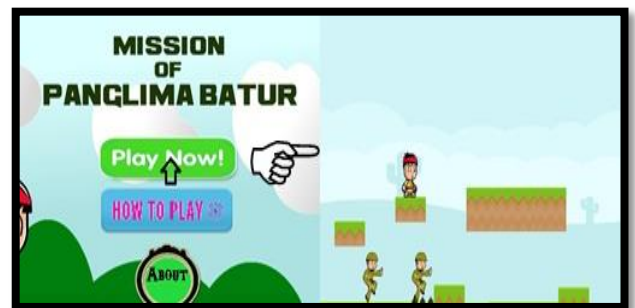 MISSION
OF
PANGLIMA BATUR
Play Now!
HOW TO PLAY
ABOUT